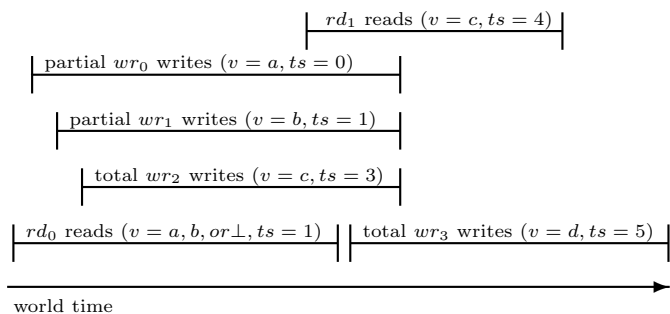 rd₁ reads (v = c, ts = 4)
partial wr₀ writes (v = a, ts = 0)
partial wr₁ writes (v = b, ts = 1)
total wr₂ writes (v = c, ts = 3)
rd₀ reads (v = a, b, or⊥, ts = 1) total wr₃ writes (v = d, ts = 5)
world time